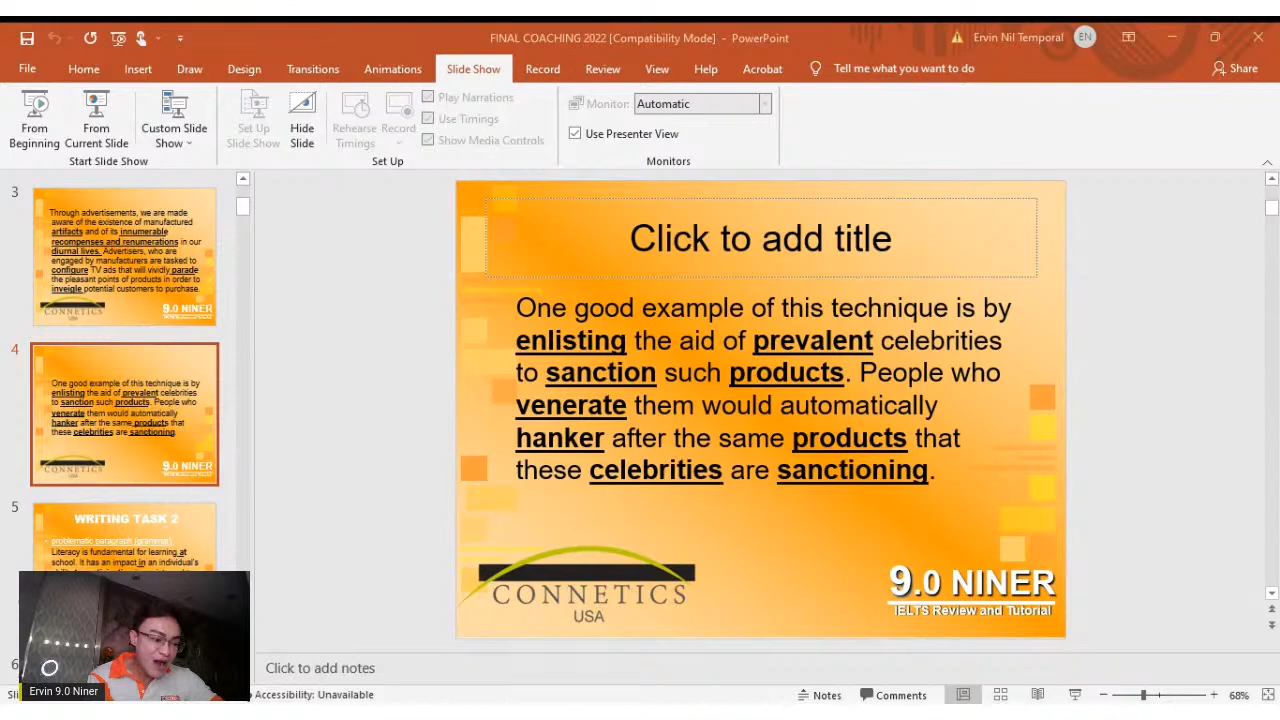 FINAL COACHING 2022 [Compatibility Mode] - PowerPoint
Ervin Nil Temporal
EN
File Home Insert Draw Design Transitions Animations Slide Show Record Review View Help Acrobat Tell me what you want to do Share
From Beginning
From Current Slide
Custom Slide Show
Set Up Slide Show
Hide Slide
Rehearse Timings
Record
Play Narrations
Use Timings
Show Media Controls
Monitor: Automatic
Use Presenter View
Start Slide Show
Set Up
Monitors
3
Through advertisements, we are made
aware of the existence of manufactured
artifacts and of its innumerable
recompenses and renumerations in our
diurnal lives. Advertisers, who are
engaged by manufacturers are tasked to
configure TV ads that will vividly parade
the pleasant points of products in order to
inveigle potential customers to purchase.
CONNETICS
9.0 NINER
4
One good example of this technique is by
enlisting the aid of prevalent celebrities
to sanction such products. People who
venerate them would automatically
hanker after the same products that
these celebrities are sanctioning.
CONNETICS
9.0 NINER
5
WRITING TASK 2
problematic paragraph (grammar)
Literacy is fundamental for learning at
school. It has an impact in an individual's
6
Click to add title
One good example of this technique is by
enlisting the aid of prevalent celebrities
to sanction such products. People who
venerate them would automatically
hanker after the same products that
these celebrities are sanctioning.
CONNETICS
USA
9.0 NINER
IELTS Review and Tutorial
Click to add notes
Ervin 9.0 Niner
Accessibility: Unavailable
Notes
Comments
68%